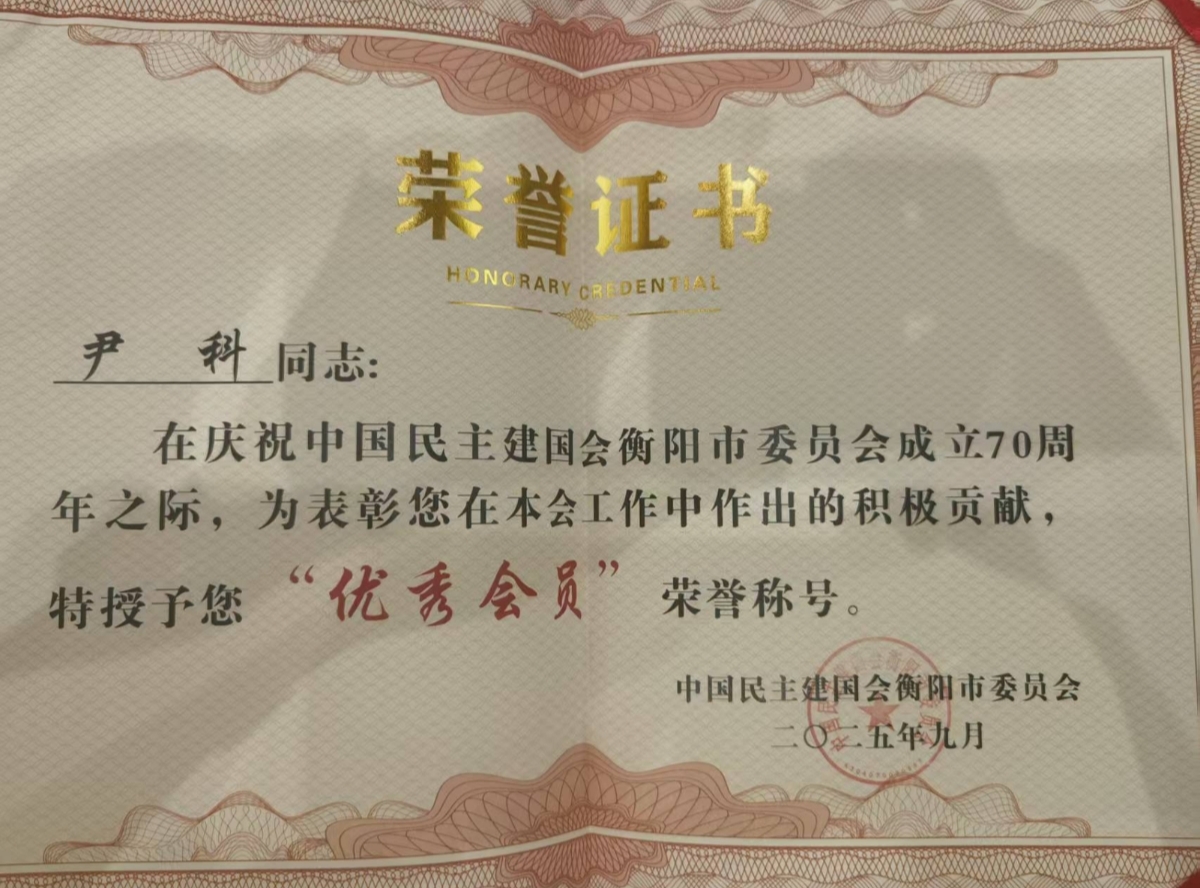 荣誉证书
HONORARY CREDENTIAL
尹 科 同志:
在庆祝中国民主建国会衡阳市委员会成立70周
年之际，为表彰您在本会工作中作出的积极贡献，
特授予您 “优秀会员” 荣誉称号。
中国民主建国会衡阳市委员会
二〇二五年九月